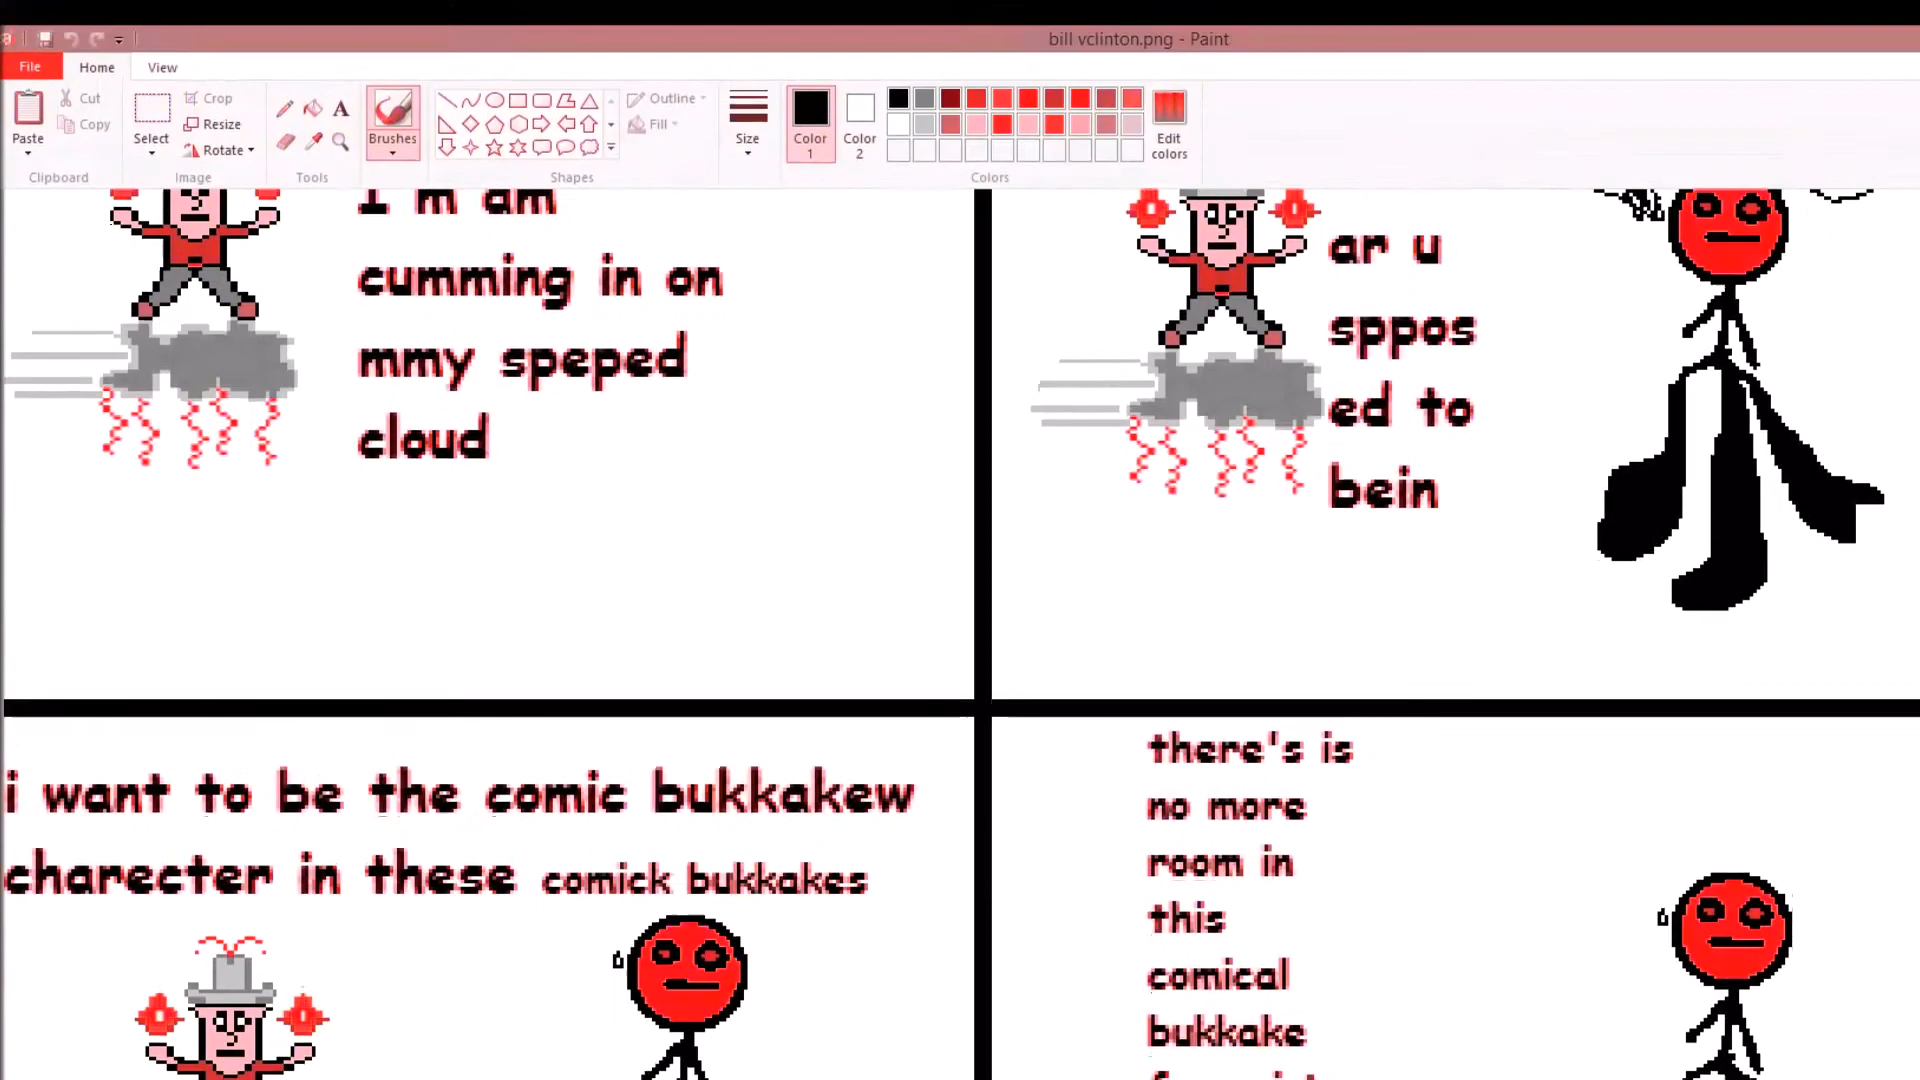 bill vclinton.png - Paint
File Home View
Paste
Cut
Copy
Clipboard
Select
Crop
Resize
Rotate
Image
Tools
Brushes
Outline
Fill
Shapes
Size
Color 1
Color 2
Edit colors
Colors
I m am
cumming in on
mmy speped
cloud
ar u
sppos
ed to
bein
i want to be the comic bukkakew
charecter in these comick bukkakes
there's is
no more
room in
this
comical
bukkake